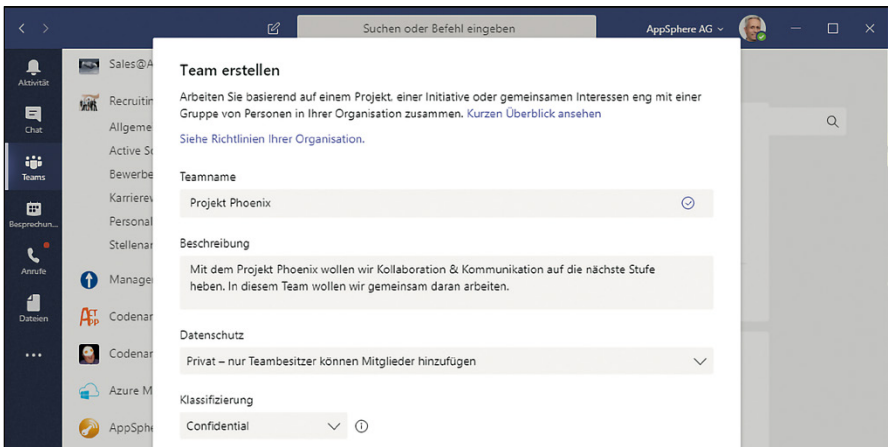 Suchen oder Befehl eingeben
AppSphere AG
Aktivität
Chat
Teams
Besprechun...
Anrufe
Dateien
Sales@A
Recruitin
Allgeme
Active So
Bewerbe
Karrierev
Personal
Stellenar
Manage
Codenar
Codenar
Azure M
AppSphe
Team erstellen
Arbeiten Sie basierend auf einem Projekt, einer Initiative oder gemeinsamen Interessen eng mit einer
Gruppe von Personen in Ihrer Organisation zusammen. Kurzen Überblick ansehen
Siehe Richtlinien Ihrer Organisation.
Teamname
Projekt Phoenix
Beschreibung
Mit dem Projekt Phoenix wollen wir Kollaboration & Kommunikation auf die nächste Stufe
heben. In diesem Team wollen wir gemeinsam daran arbeiten.
Datenschutz
Privat – nur Teambesitzer können Mitglieder hinzufügen
Klassifizierung
Confidential